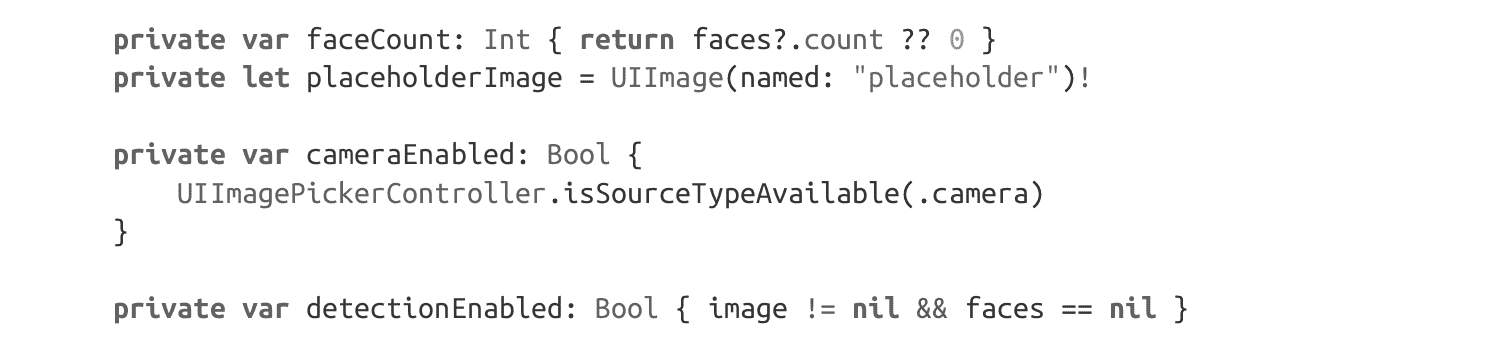 private var faceCount: Int { return faces?.count ?? 0 }
private let placeholderImage = UIImage(named: "placeholder")!
private var cameraEnabled: Bool {
    UIImagePickerController.isSourceTypeAvailable(.camera)
}
private var detectionEnabled: Bool { image != nil && faces == nil }